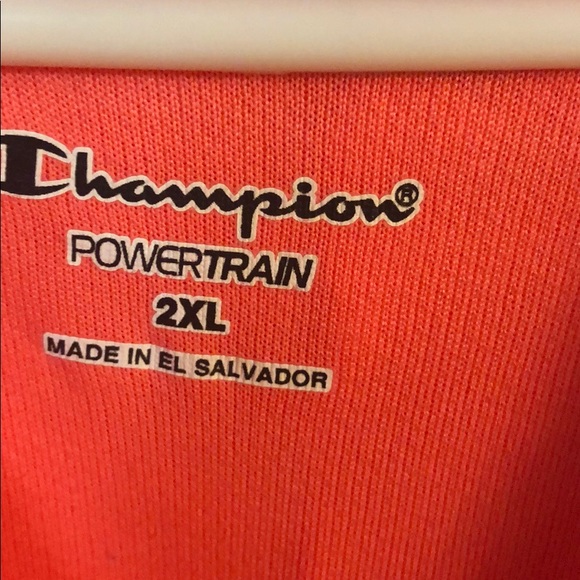 Champion®
POWERTRAIN
2XL
MADE IN EL SALVADOR